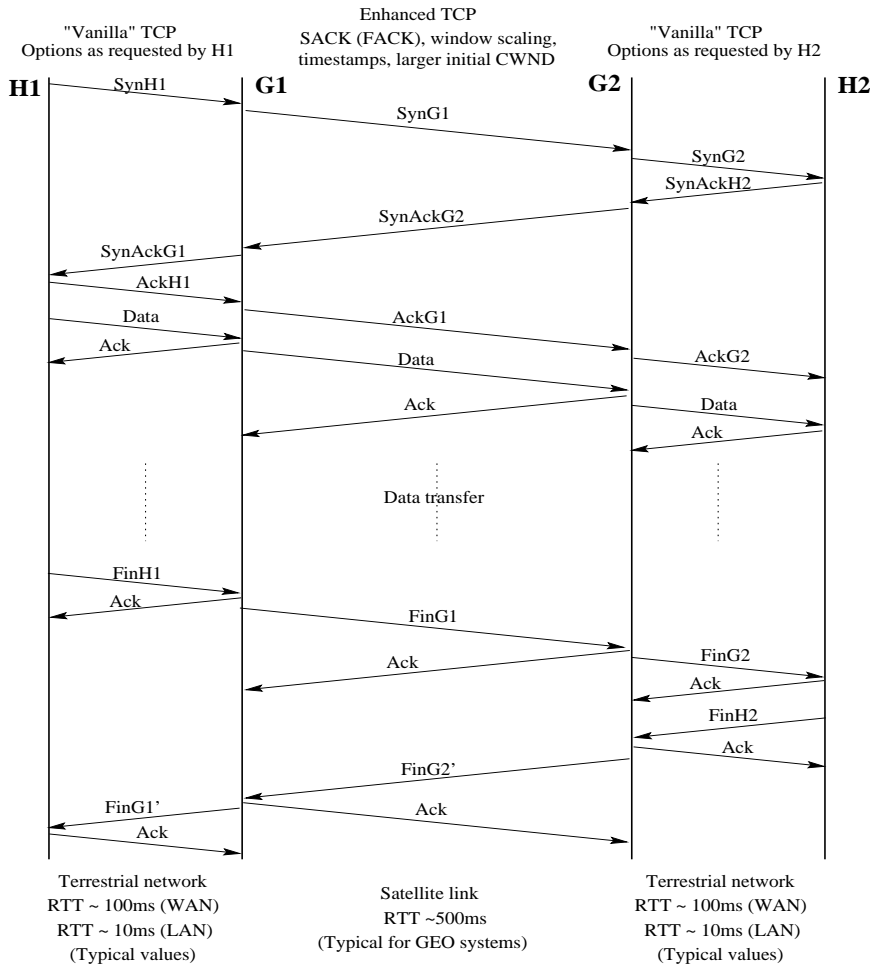 "Vanilla" TCP
Options as requested by H1
Enhanced TCP
SACK (FACK), window scaling,
timestamps, larger initial CWND
"Vanilla" TCP
Options as requested by H2
H1
G1
G2
H2
SynH1
SynG1
SynG2
SynAckH2
SynAckG2
SynAckG1
AckH1
AckG1
Data
Ack
AckG2
Data
Ack
Data
Ack
Data transfer
FinH1
Ack
FinG1
FinG2
Ack
Ack
FinH2
Ack
FinG2’
FinG1’
Ack
Ack
Terrestrial network
RTT ~ 100ms (WAN)
RTT ~ 10ms (LAN)
(Typical values)
Satellite link
RTT ~500ms
(Typical for GEO systems)
Terrestrial network
RTT ~ 100ms (WAN)
RTT ~ 10ms (LAN)
(Typical values)